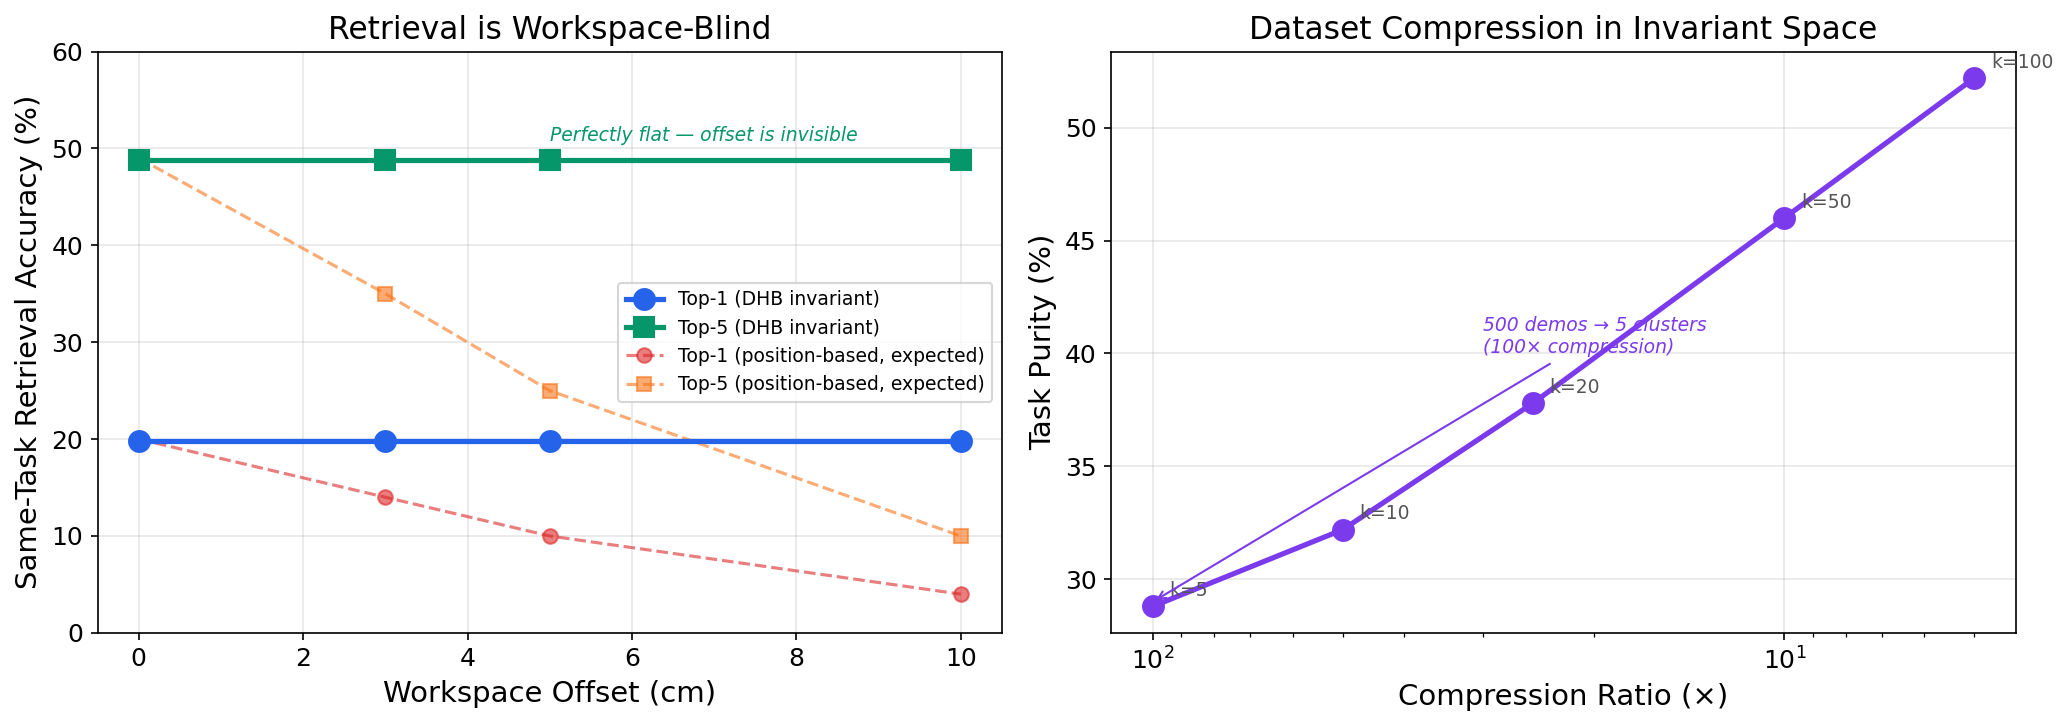 Retrieval is Workspace-Blind
Same-Task Retrieval Accuracy (%)
60
50
40
30
20
10
0
Perfectly flat — offset is invisible
Top-1 (DHB invariant)
Top-5 (DHB invariant)
Top-1 (position-based, expected)
Top-5 (position-based, expected)
0 2 4 6 8 10
Workspace Offset (cm)
Dataset Compression in Invariant Space
Task Purity (%)
50
45
40
35
30
k=100
k=50
500 demos → 5 clusters
(100× compression)
k=20
k=10
k=5
10² 10¹
Compression Ratio (×)